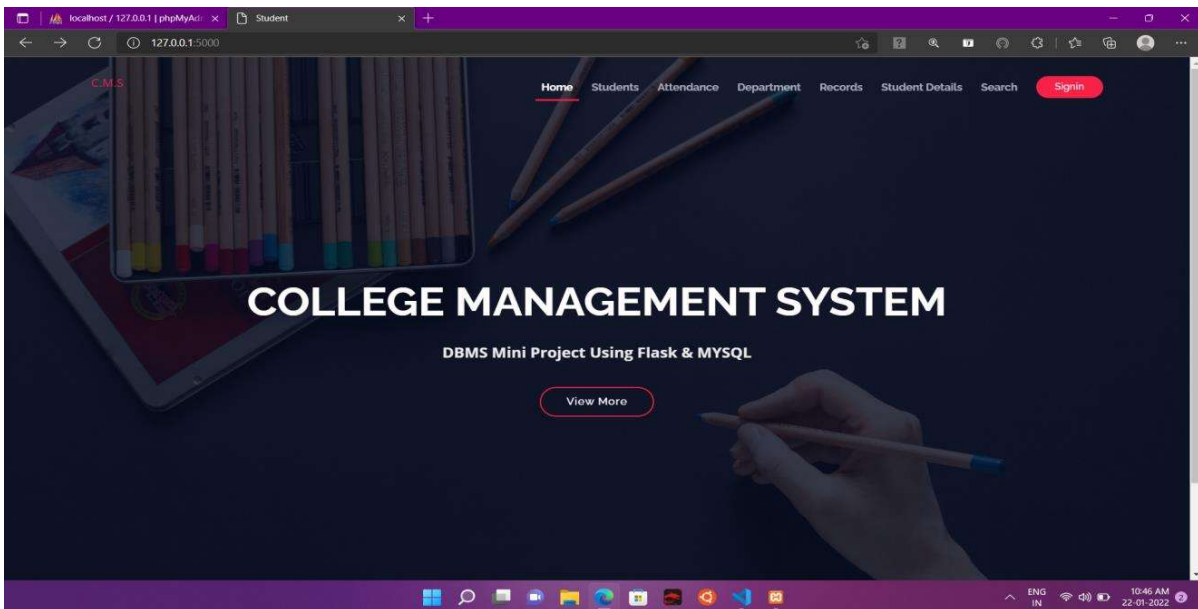 localhost / 127.0.0.1 | phpMyAdr
Student
127.0.0.1:5000
C.M.S
Home Students Attendance Department Records Student Details Search Signin
COLLEGE MANAGEMENT SYSTEM
DBMS Mini Project Using Flask & MYSQL
View More
ENG
IN
10:46 AM
22-01-2022
2